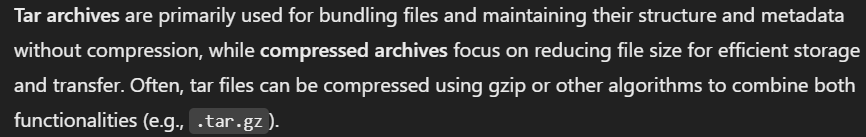 Tar archives are primarily used for bundling files and maintaining their structure and metadata
without compression, while compressed archives focus on reducing file size for efficient storage
and transfer. Often, tar files can be compressed using gzip or other algorithms to combine both
functionalities (e.g., .tar.gz).